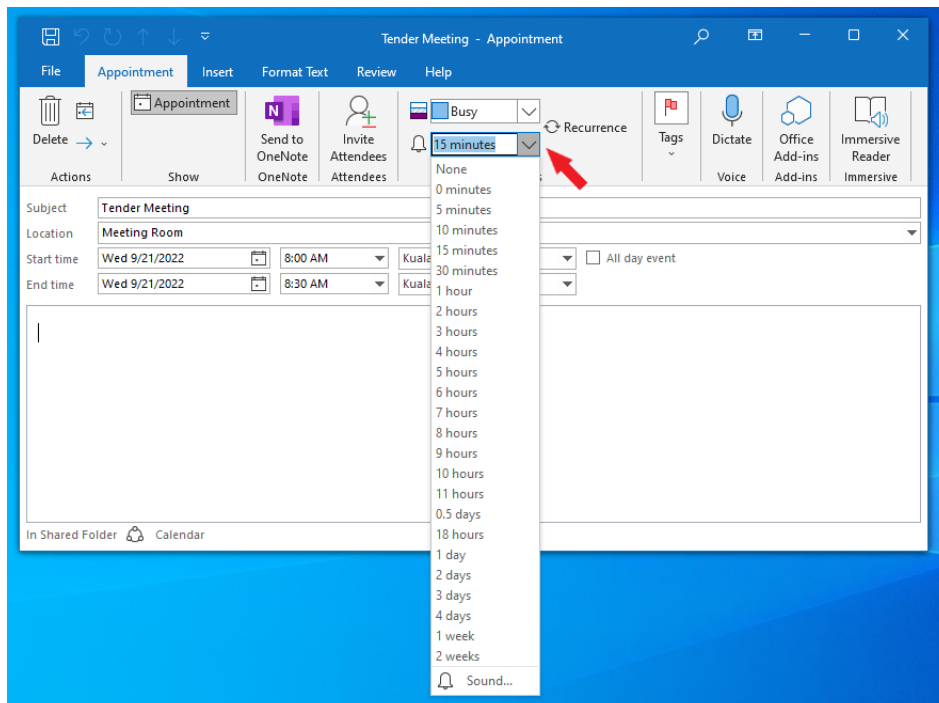 Tender Meeting - Appointment
File Appointment Insert Format Text Review Help
Delete
Actions
Appointment
Show
N
Send to
OneNote
OneNote
Invite
Attendees
Attendees
Busy
15 minutes
Recurrence
Tags
Dictate
Voice
Office
Add-ins
Add-ins
Immersive
Reader
Immersive
Subject Tender Meeting
Location Meeting Room
Start time Wed 9/21/2022 8:00 AM All day event
End time Wed 9/21/2022 8:30 AM
None
0 minutes
5 minutes
10 minutes
15 minutes
30 minutes
1 hour
2 hours
3 hours
4 hours
5 hours
6 hours
7 hours
8 hours
9 hours
10 hours
11 hours
0.5 days
18 hours
1 day
2 days
3 days
4 days
1 week
2 weeks
Sound...
In Shared Folder Calendar